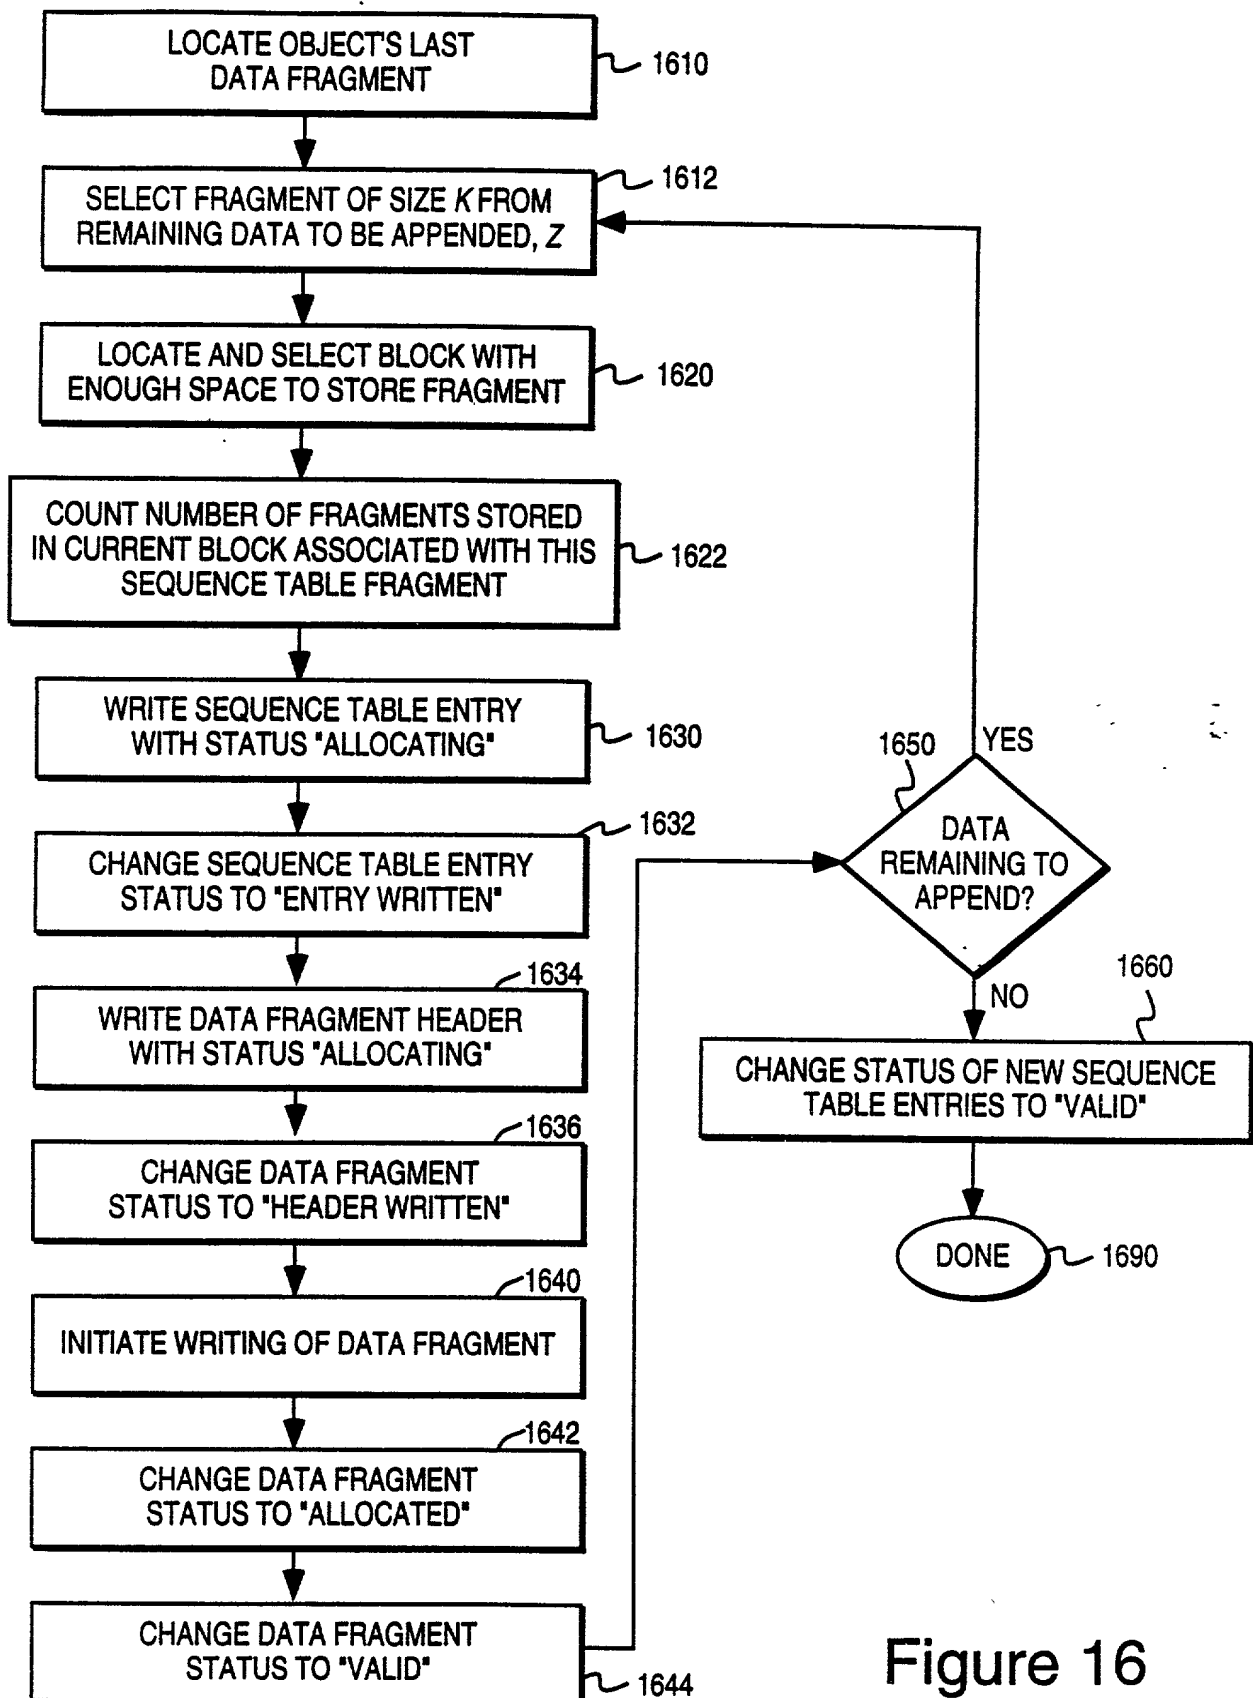 LOCATE OBJECT'S LAST
DATA FRAGMENT
1610
SELECT FRAGMENT OF SIZE K FROM
REMAINING DATA TO BE APPENDED, Z
1612
LOCATE AND SELECT BLOCK WITH
ENOUGH SPACE TO STORE FRAGMENT
1620
COUNT NUMBER OF FRAGMENTS STORED
IN CURRENT BLOCK ASSOCIATED WITH THIS
SEQUENCE TABLE FRAGMENT
1622
WRITE SEQUENCE TABLE ENTRY
WITH STATUS "ALLOCATING"
1630
CHANGE SEQUENCE TABLE ENTRY
STATUS TO "ENTRY WRITTEN"
1632
WRITE DATA FRAGMENT HEADER
WITH STATUS "ALLOCATING"
1634
CHANGE DATA FRAGMENT
STATUS TO "HEADER WRITTEN"
1636
INITIATE WRITING OF DATA FRAGMENT
1640
CHANGE DATA FRAGMENT
STATUS TO "ALLOCATED"
1642
CHANGE DATA FRAGMENT
STATUS TO "VALID"
1644
1650
YES
DATA
REMAINING TO
APPEND?
NO
1660
CHANGE STATUS OF NEW SEQUENCE
TABLE ENTRIES TO "VALID"
DONE
1690
Figure 16